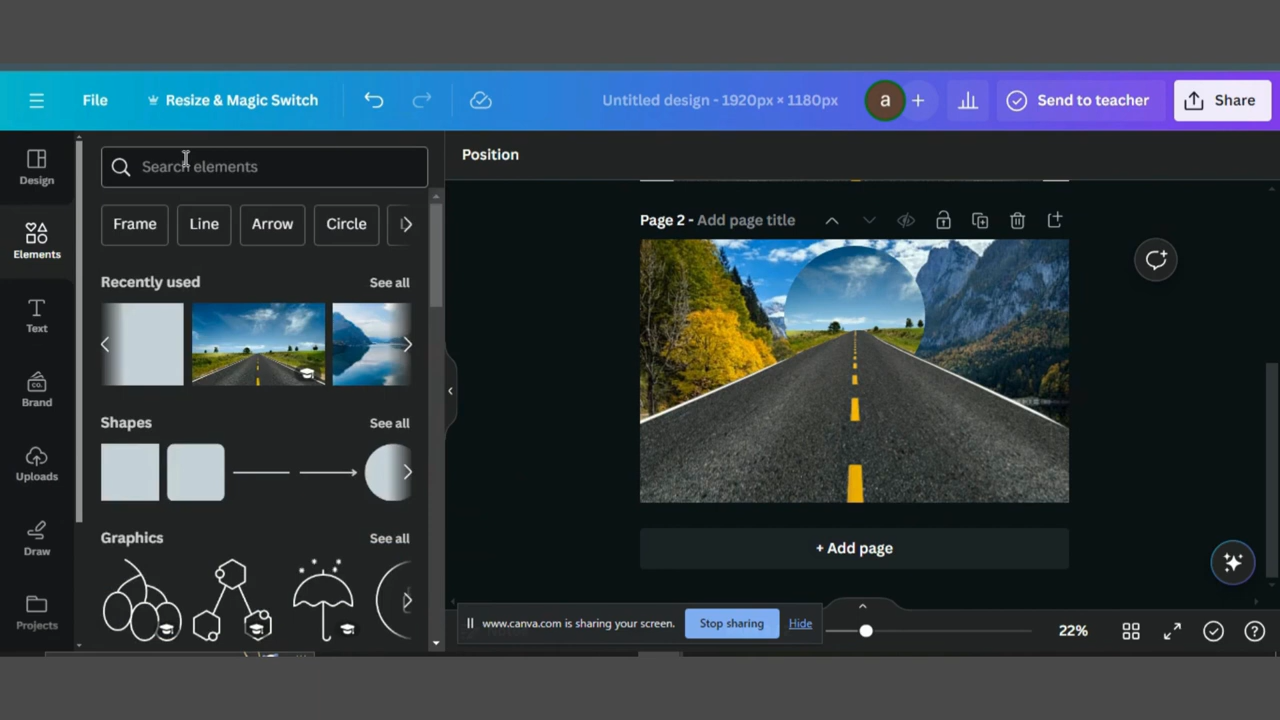 File
Resize & Magic Switch
Untitled design - 1920px × 1180px
a
Send to teacher
Share
Design
Elements
Text
Brand
CO.
Uploads
Draw
Projects
Search elements
Frame
Line
Arrow
Circle
Recently used
See all
Shapes
See all
Graphics
See all
Position
Page 2 - Add page title
+ Add page
www.canva.com is sharing your screen.
Stop sharing
Hide
22%